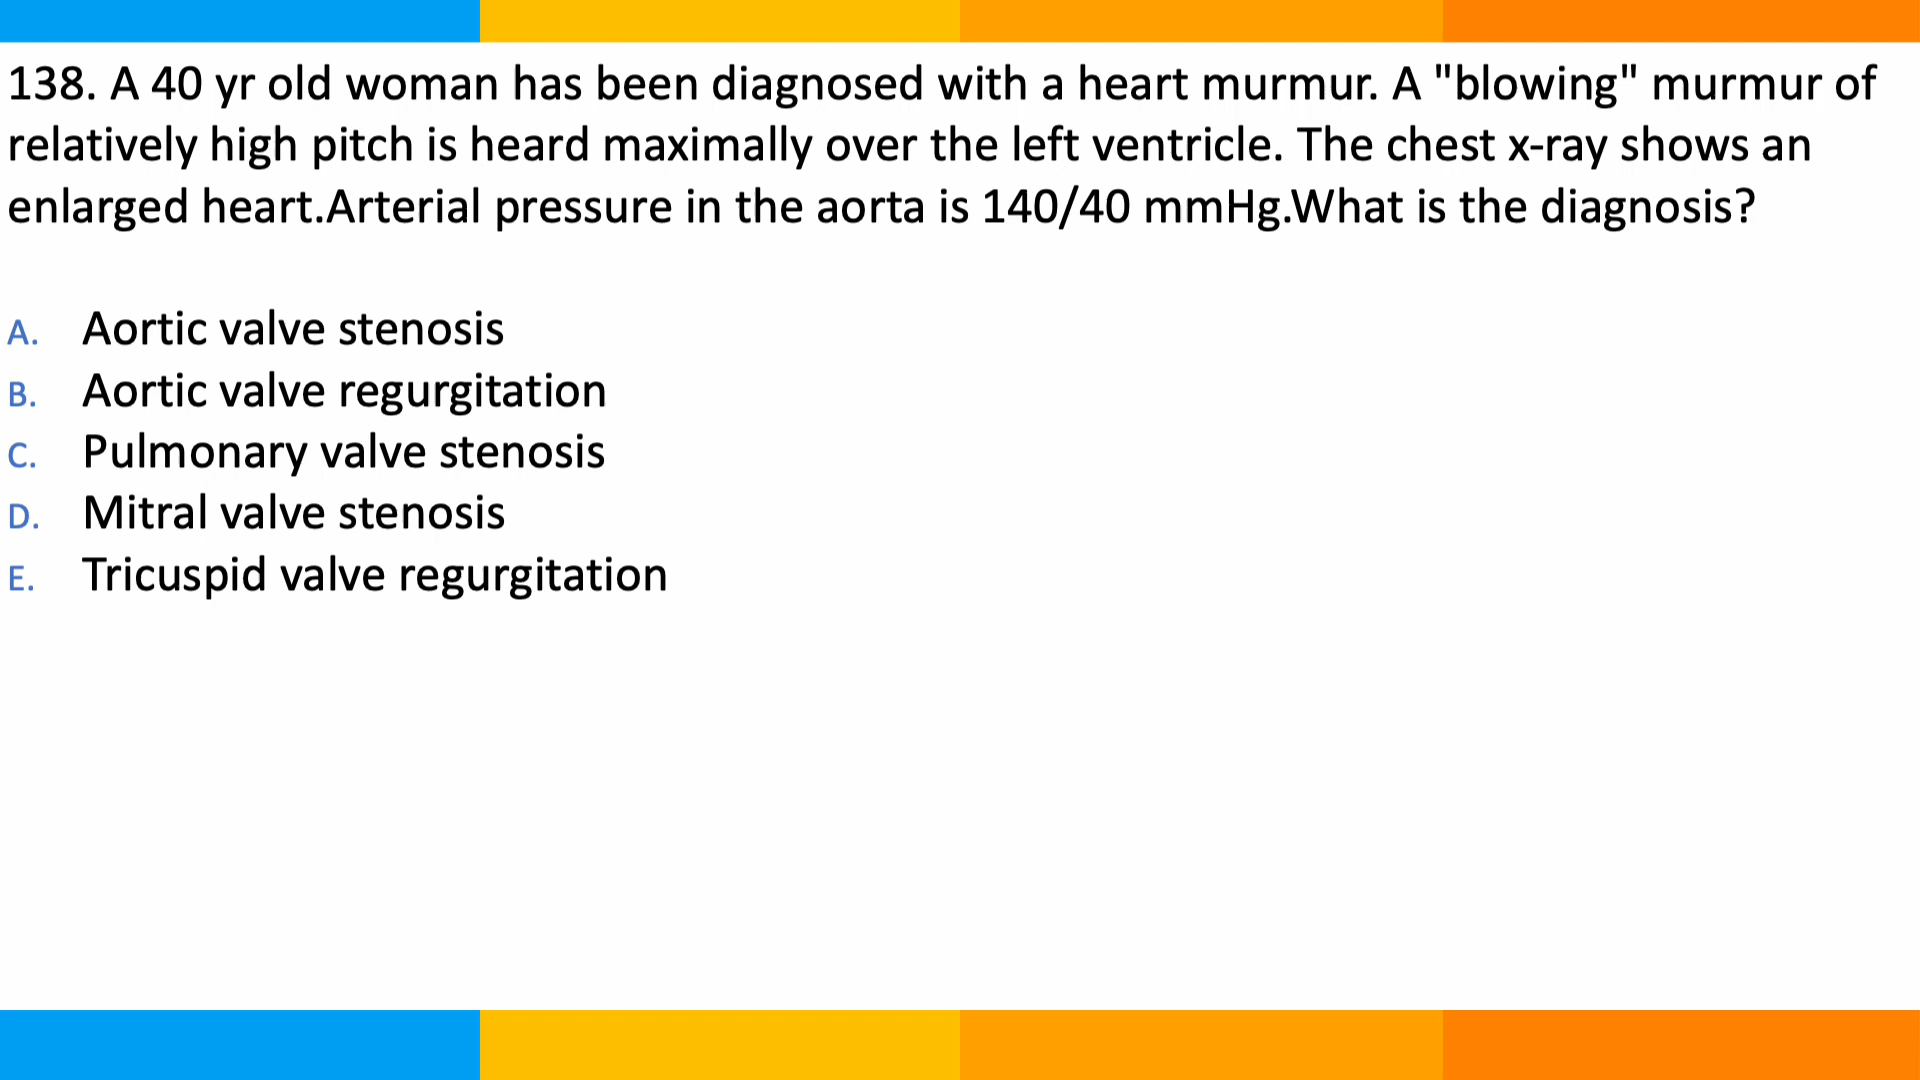 138. A 40 yr old woman has been diagnosed with a heart murmur. A "blowing" murmur of
relatively high pitch is heard maximally over the left ventricle. The chest x-ray shows an
enlarged heart.Arterial pressure in the aorta is 140/40 mmHg.What is the diagnosis?
A. Aortic valve stenosis
B. Aortic valve regurgitation
C. Pulmonary valve stenosis
D. Mitral valve stenosis
E. Tricuspid valve regurgitation